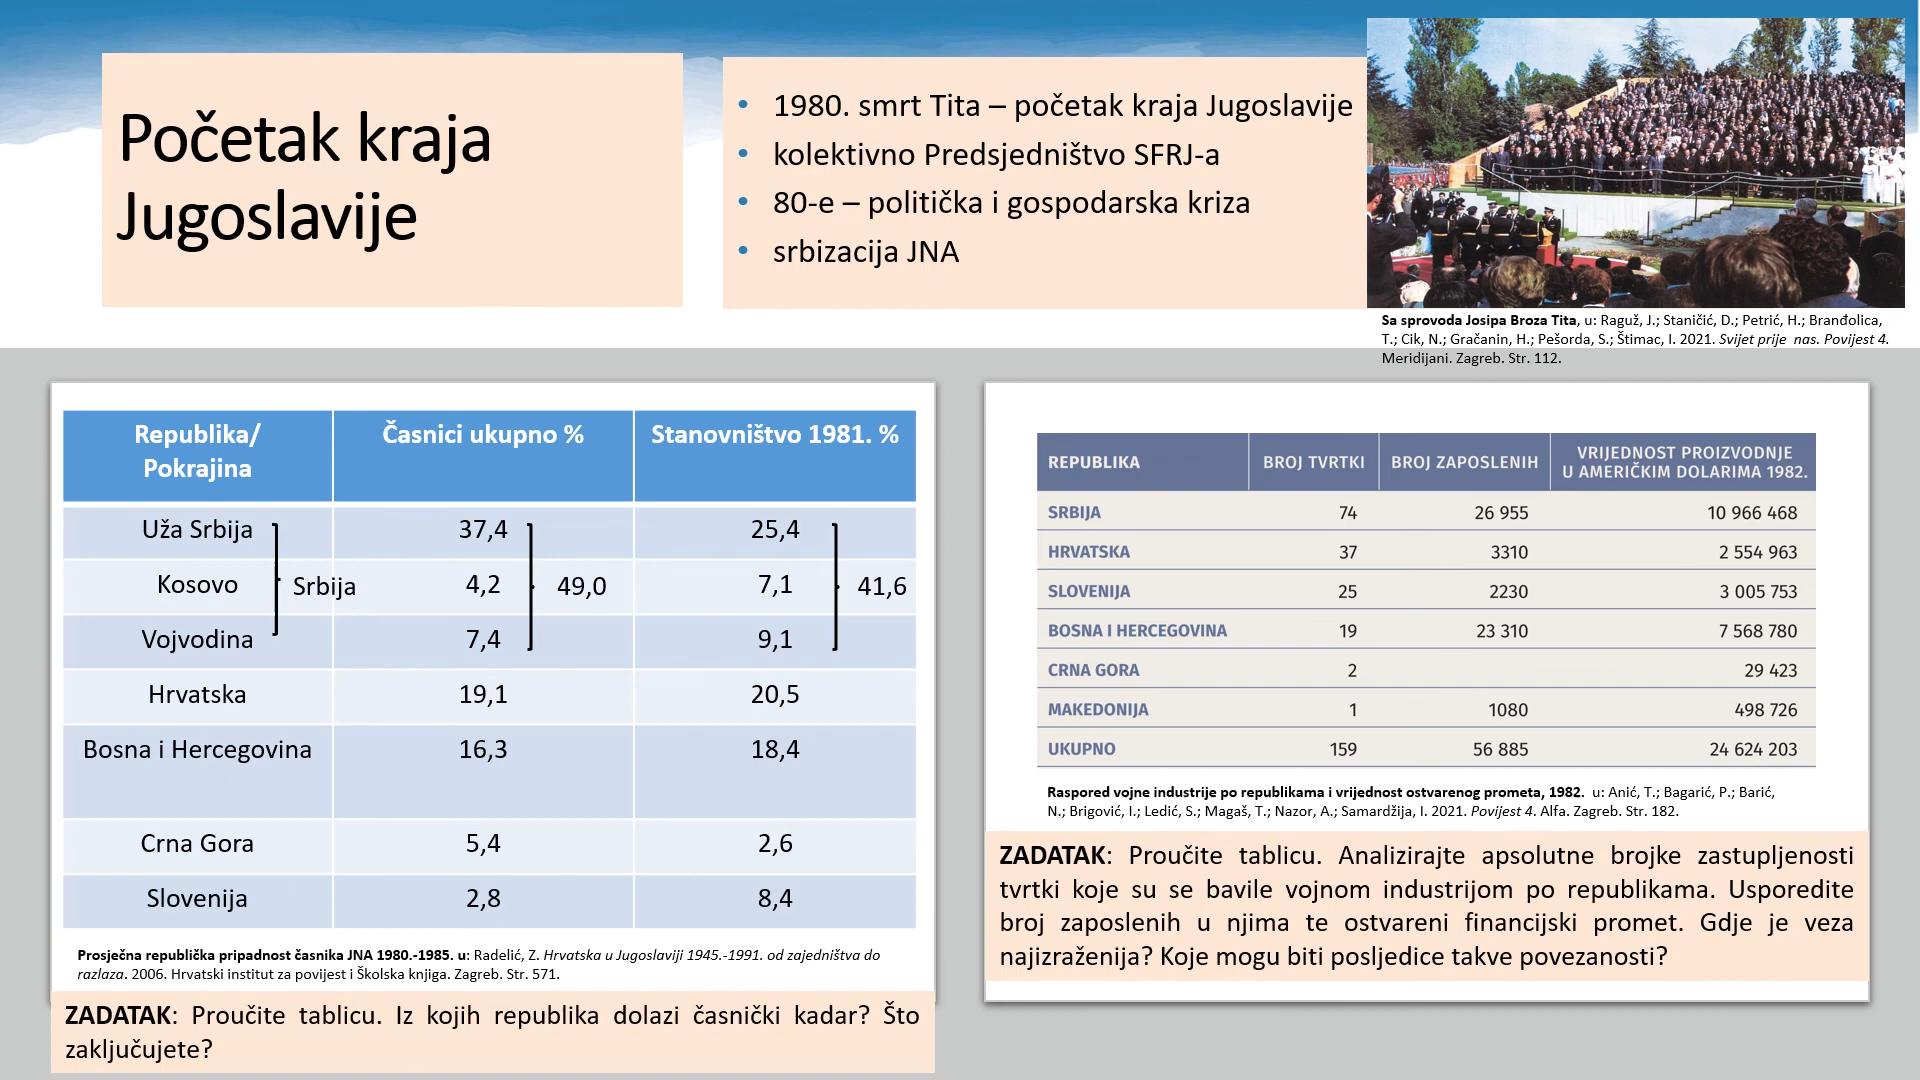 Početak kraja
Jugoslavije
• 1980. smrt Tita – početak kraja Jugoslavije
• kolektivno Predsjedništvo SFRJ-a
• 80-e – politička i gospodarska kriza
• srbizacija JNA
Sa sprovoda Josipa Broza Tita, u: Raguž, J.; Staničić, D.; Petrić, H.; Branđolica,
T.; Cik, N.; Gračanin, H.; Pešorda, S.; Štimac, I. 2021. Svijet prije nas. Povijest 4.
Meridijani. Zagreb. Str. 112.
Republika/ Časnici ukupno % Stanovništvo 1981. %
Pokrajina
Uža Srbija 37,4 25,4
Kosovo Srbija 4,2 49,0 7,1 41,6
Vojvodina 7,4 9,1
Hrvatska 19,1 20,5
Bosna i Hercegovina 16,3 18,4
Crna Gora 5,4 2,6
Slovenija 2,8 8,4
Prosječna republička pripadnost časnika JNA 1980.-1985. u: Radelić, Z. Hrvatska u Jugoslaviji 1945.-1991. od zajedništva do
razlaza. 2006. Hrvatski institut za povijest i Školska knjiga. Zagreb. Str. 571.
ZADATAK: Proučite tablicu. Iz kojih republika dolazi časnički kadar? Što
zaključujete?
REPUBLIKA BROJ TVRTKI BROJ ZAPOSLENIH VRIJEDNOST PROIZVODNJE
U AMERIČKIM DOLARIMA 1982.
SRBIJA 74 26 955 10 966 468
HRVATSKA 37 3310 2 554 963
SLOVENIJA 25 2230 3 005 753
BOSNA I HERCEGOVINA 19 23 310 7 568 780
CRNA GORA 2 29 423
MAKEDONIJA 1 1080 498 726
UKUPNO 159 56 885 24 624 203
Raspored vojne industrije po republikama i vrijednost ostvarenog prometa, 1982. u: Anić, T.; Bagarić, P.; Barić,
N.; Brigović, I.; Ledić, S.; Magaš, T.; Nazor, A.; Samardžija, I. 2021. Povijest 4. Alfa. Zagreb. Str. 182.
ZADATAK: Proučite tablicu. Analizirajte apsolutne brojke zastupljenosti
tvrtki koje su se bavile vojnom industrijom po republikama. Usporedite
broj zaposlenih u njima te ostvareni financijski promet. Gdje je veza
najizraženija? Koje mogu biti posljedice takve povezanosti?